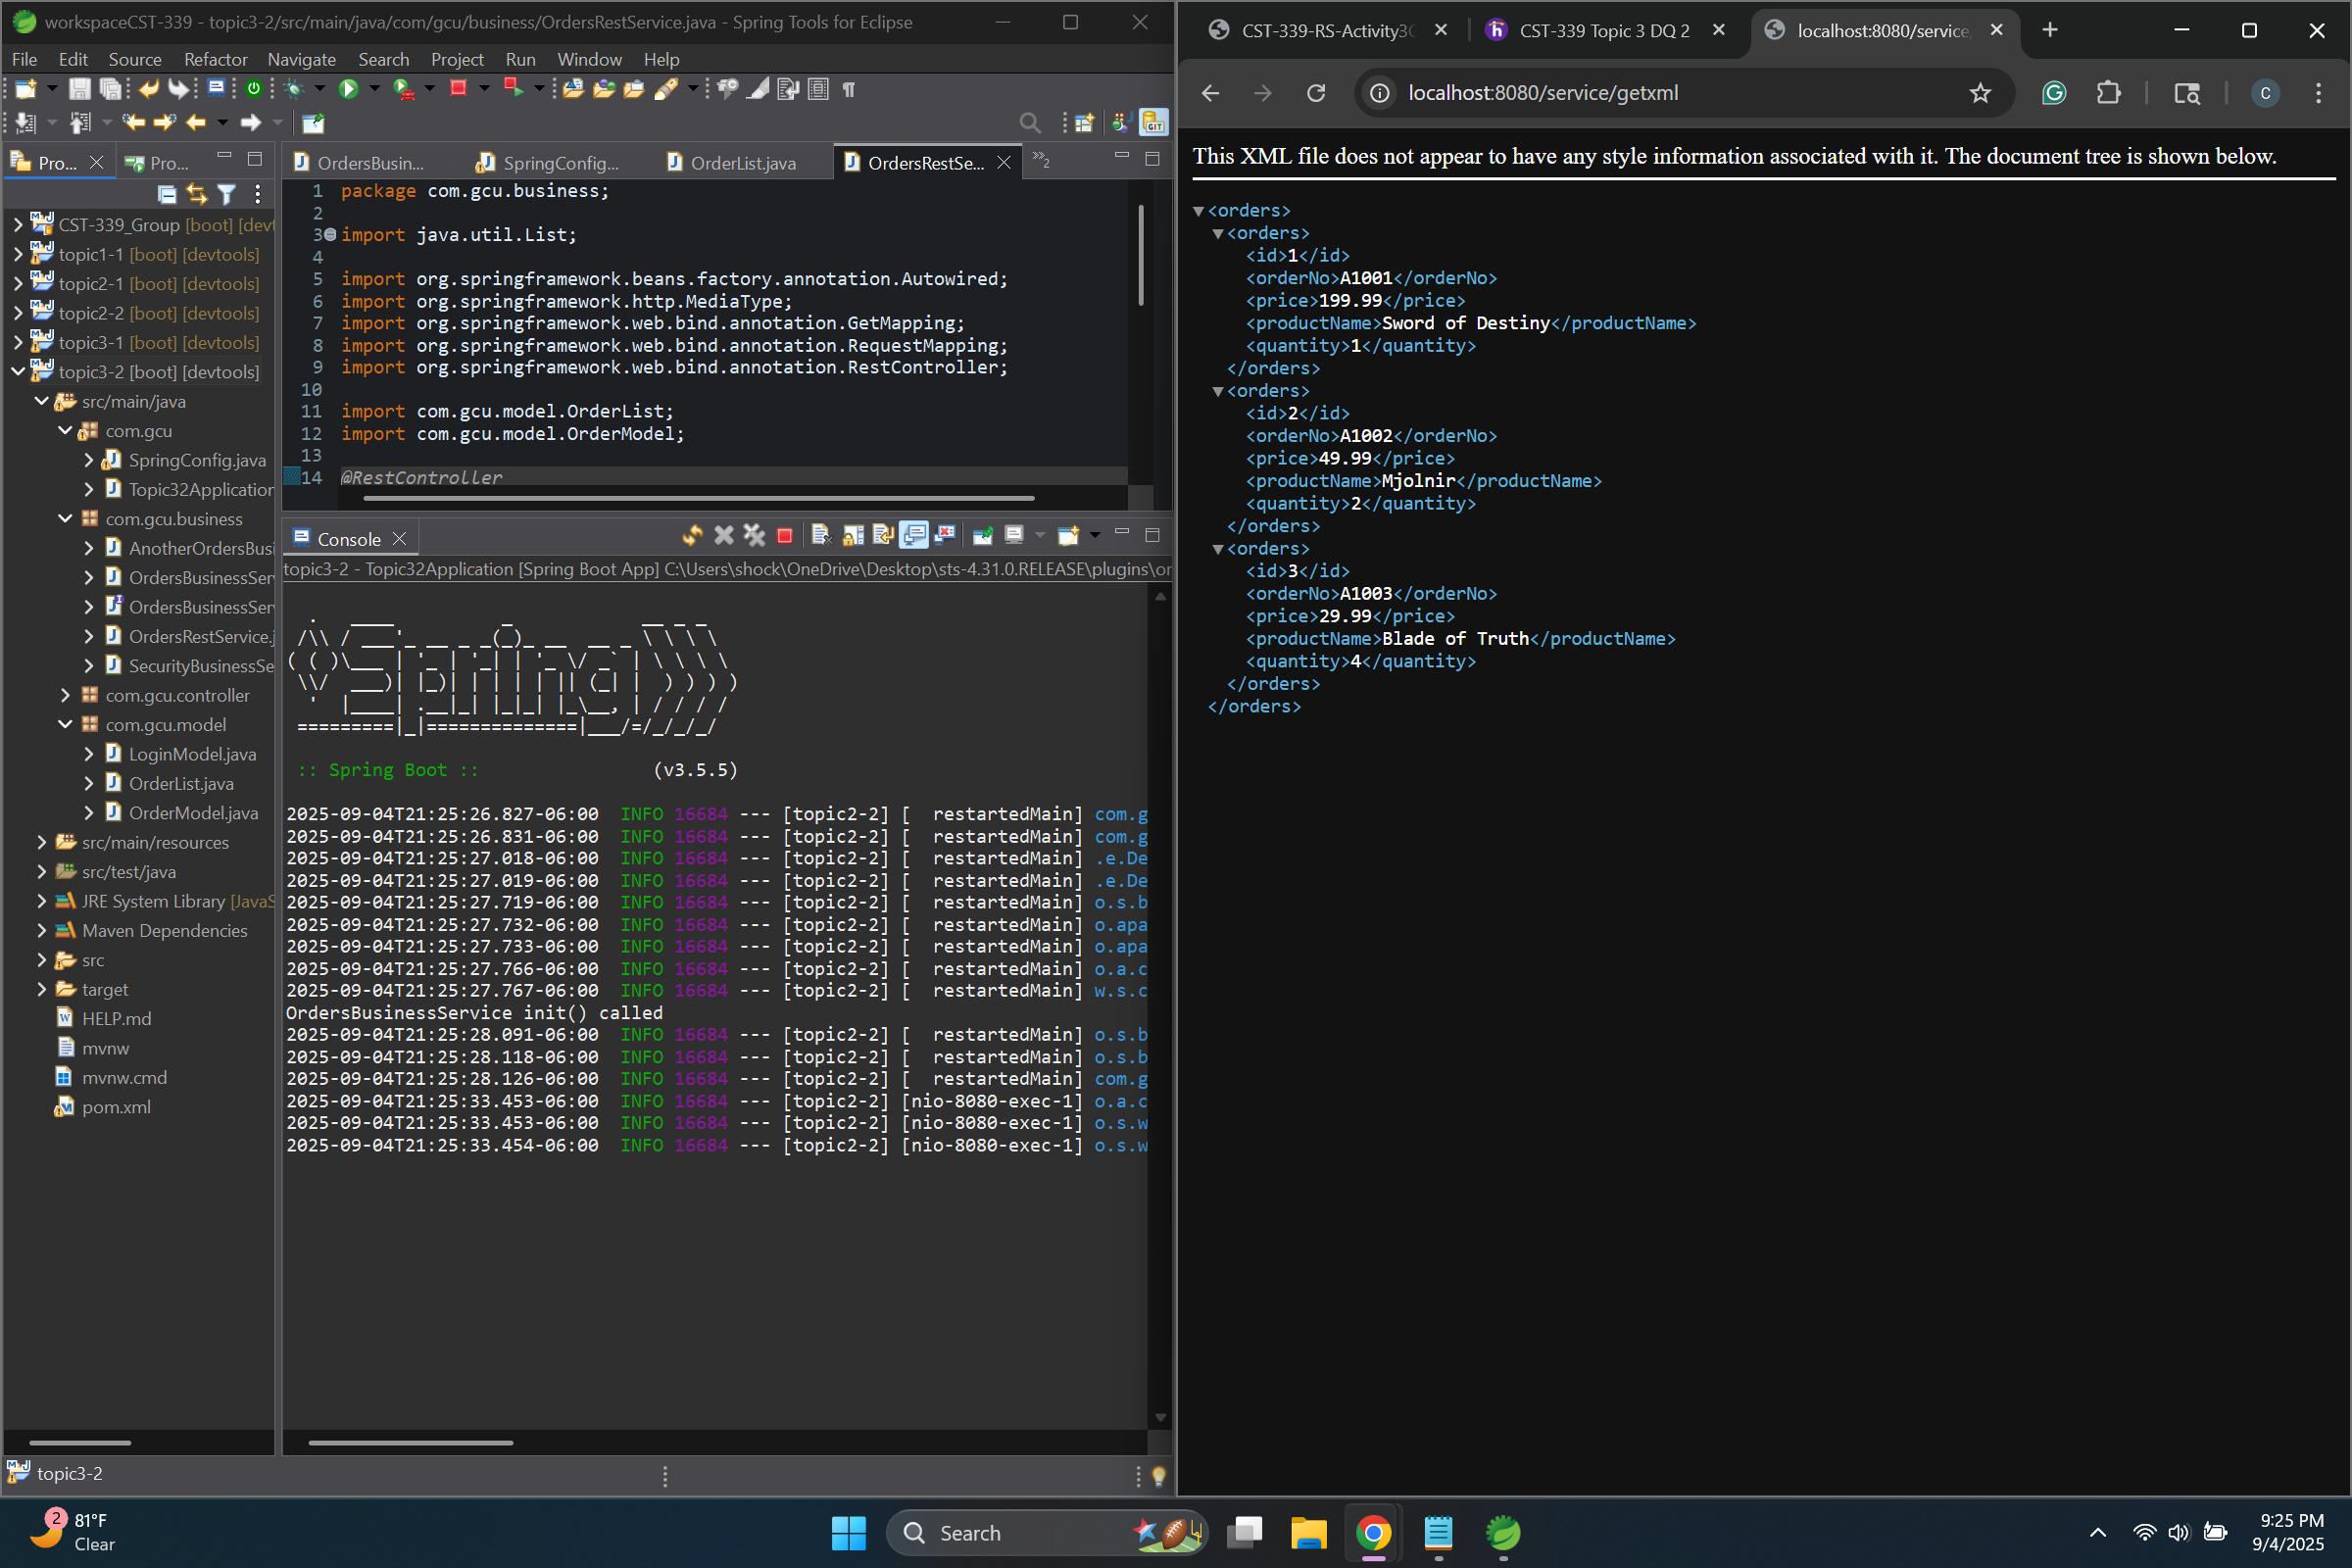 workspaceCST-339 - topic3-2/src/main/java/com/gcu/business/OrdersRestService.java - Spring Tools for Eclipse
File Edit Source Refactor Navigate Search Project Run Window Help
Pro...
Pro...
CST-339_Group [boot] [devt
topic1-1 [boot] [devtools]
topic2-1 [boot] [devtools]
topic2-2 [boot] [devtools]
topic3-1 [boot] [devtools]
topic3-2 [boot] [devtools]
src/main/java
com.gcu
SpringConfig.java
Topic32Application
com.gcu.business
AnotherOrdersBusi
OrdersBusinessSer
OrdersBusinessSer
OrdersRestService.j
SecurityBusinessSe
com.gcu.controller
com.gcu.model
LoginModel.java
OrderList.java
OrderModel.java
src/main/resources
src/test/java
JRE System Library [JavaS
Maven Dependencies
src
target
HELP.md
mvnw
mvnw.cmd
pom.xml
topic3-2
OrdersBusin... SpringConfig... OrderList.java OrdersRestSe... »2
1 package com.gcu.business;
2
3 import java.util.List;
4
5 import org.springframework.beans.factory.annotation.Autowired;
6 import org.springframework.http.MediaType;
7 import org.springframework.web.bind.annotation.GetMapping;
8 import org.springframework.web.bind.annotation.RequestMapping;
9 import org.springframework.web.bind.annotation.RestController;
10
11 import com.gcu.model.OrderList;
12 import com.gcu.model.OrderModel;
13
14 @RestController
Console
topic3-2 - Topic32Application [Spring Boot App] C:\Users\shock\OneDrive\Desktop\sts-4.31.0.RELEASE\plugins\or
Spring
:: Spring Boot :: (v3.5.5)
2025-09-04T21:25:26.827-06:00 INFO 16684 --- [topic2-2] [ restartedMain] com.g
2025-09-04T21:25:26.831-06:00 INFO 16684 --- [topic2-2] [ restartedMain] com.g
2025-09-04T21:25:27.018-06:00 INFO 16684 --- [topic2-2] [ restartedMain] .e.De
2025-09-04T21:25:27.019-06:00 INFO 16684 --- [topic2-2] [ restartedMain] .e.De
2025-09-04T21:25:27.719-06:00 INFO 16684 --- [topic2-2] [ restartedMain] o.s.b
2025-09-04T21:25:27.732-06:00 INFO 16684 --- [topic2-2] [ restartedMain] o.apa
2025-09-04T21:25:27.733-06:00 INFO 16684 --- [topic2-2] [ restartedMain] o.apa
2025-09-04T21:25:27.766-06:00 INFO 16684 --- [topic2-2] [ restartedMain] o.a.c
2025-09-04T21:25:27.767-06:00 INFO 16684 --- [topic2-2] [ restartedMain] w.s.c
OrdersBusinessService init() called
2025-09-04T21:25:28.091-06:00 INFO 16684 --- [topic2-2] [ restartedMain] o.s.b
2025-09-04T21:25:28.118-06:00 INFO 16684 --- [topic2-2] [ restartedMain] o.s.b
2025-09-04T21:25:28.126-06:00 INFO 16684 --- [topic2-2] [ restartedMain] com.g
2025-09-04T21:25:33.453-06:00 INFO 16684 --- [topic2-2] [nio-8080-exec-1] o.a.c
2025-09-04T21:25:33.453-06:00 INFO 16684 --- [topic2-2] [nio-8080-exec-1] o.s.w
2025-09-04T21:25:33.454-06:00 INFO 16684 --- [topic2-2] [nio-8080-exec-1] o.s.w
CST-339-RS-Activity3 CST-339 Topic 3 DQ 2 localhost:8080/service
localhost:8080/service/getxml
C
This XML file does not appear to have any style information associated with it. The document tree is shown below.
<orders>
<orders>
<id>1</id>
<orderNo>A1001</orderNo>
<price>199.99</price>
<productName>Sword of Destiny</productName>
<quantity>1</quantity>
</orders>
<orders>
<id>2</id>
<orderNo>A1002</orderNo>
<price>49.99</price>
<productName>Mjolnir</productName>
<quantity>2</quantity>
</orders>
<orders>
<id>3</id>
<orderNo>A1003</orderNo>
<price>29.99</price>
<productName>Blade of Truth</productName>
<quantity>4</quantity>
</orders>
</orders>
2
81°F
Clear
Search
9:25 PM
9/4/2025